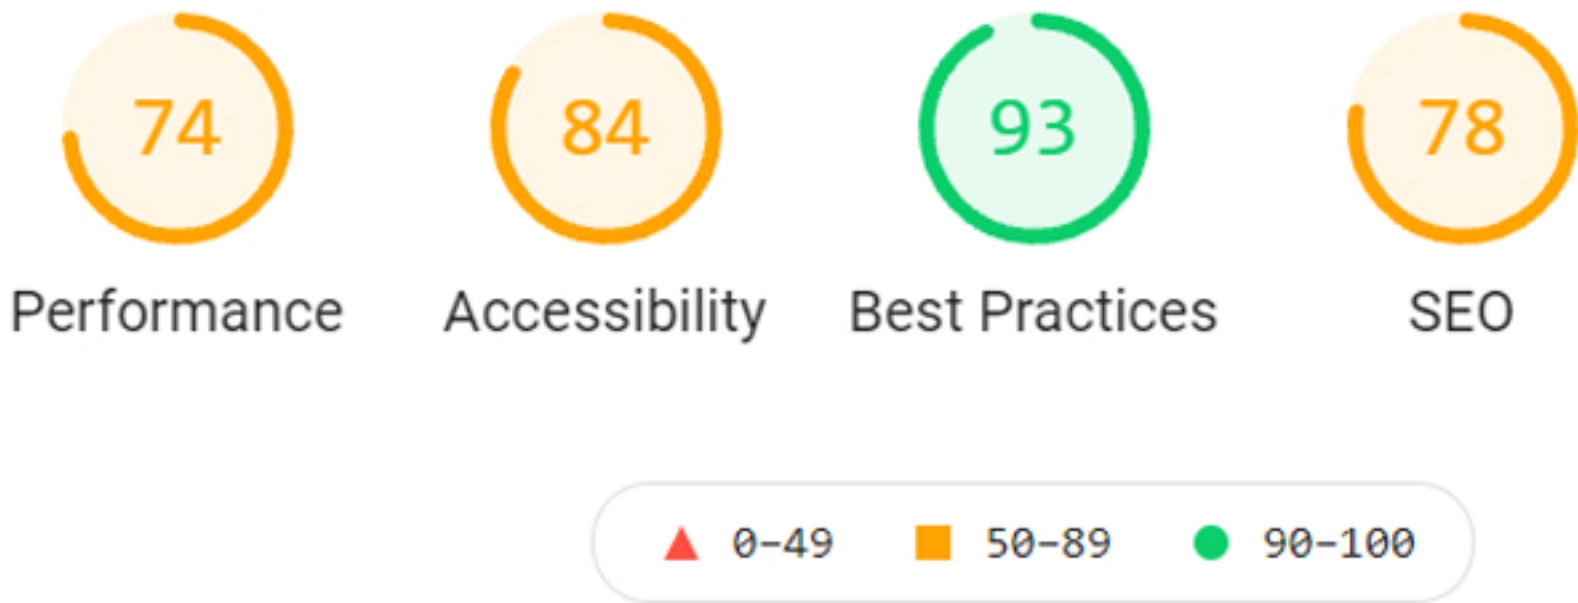 74 84 93 78
Performance Accessibility Best Practices SEO
0–49 50–89 90–100